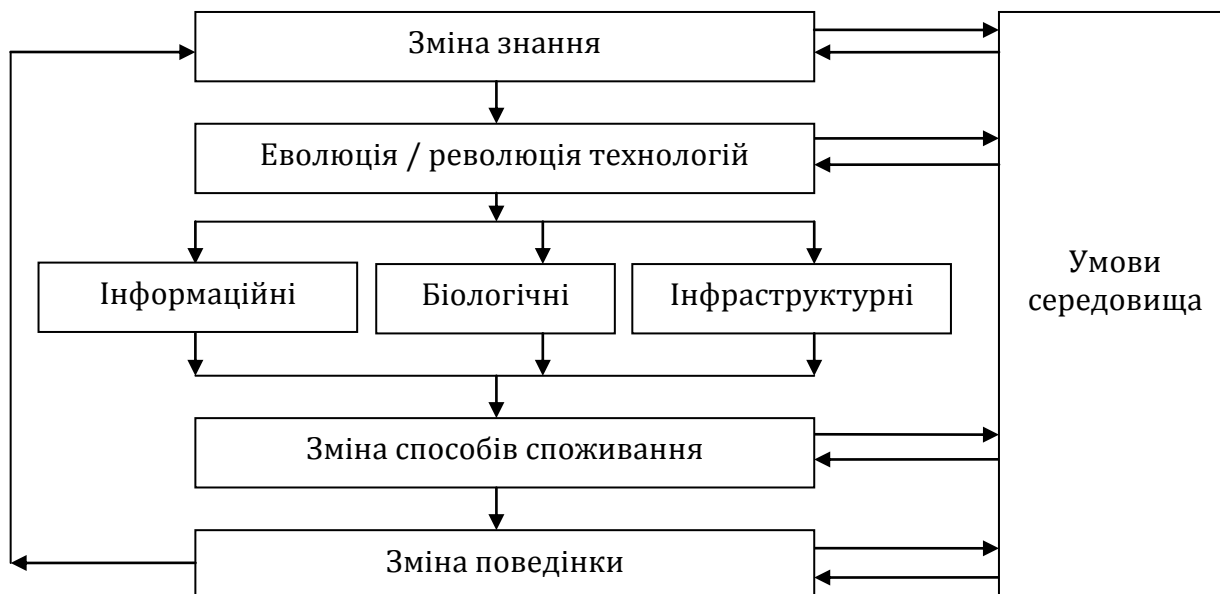 Зміна знання
Еволюція / революція технологій
Інформаційні
Біологічні
Інфраструктурні
Умови
середовища
Зміна способів споживання
Зміна поведінки